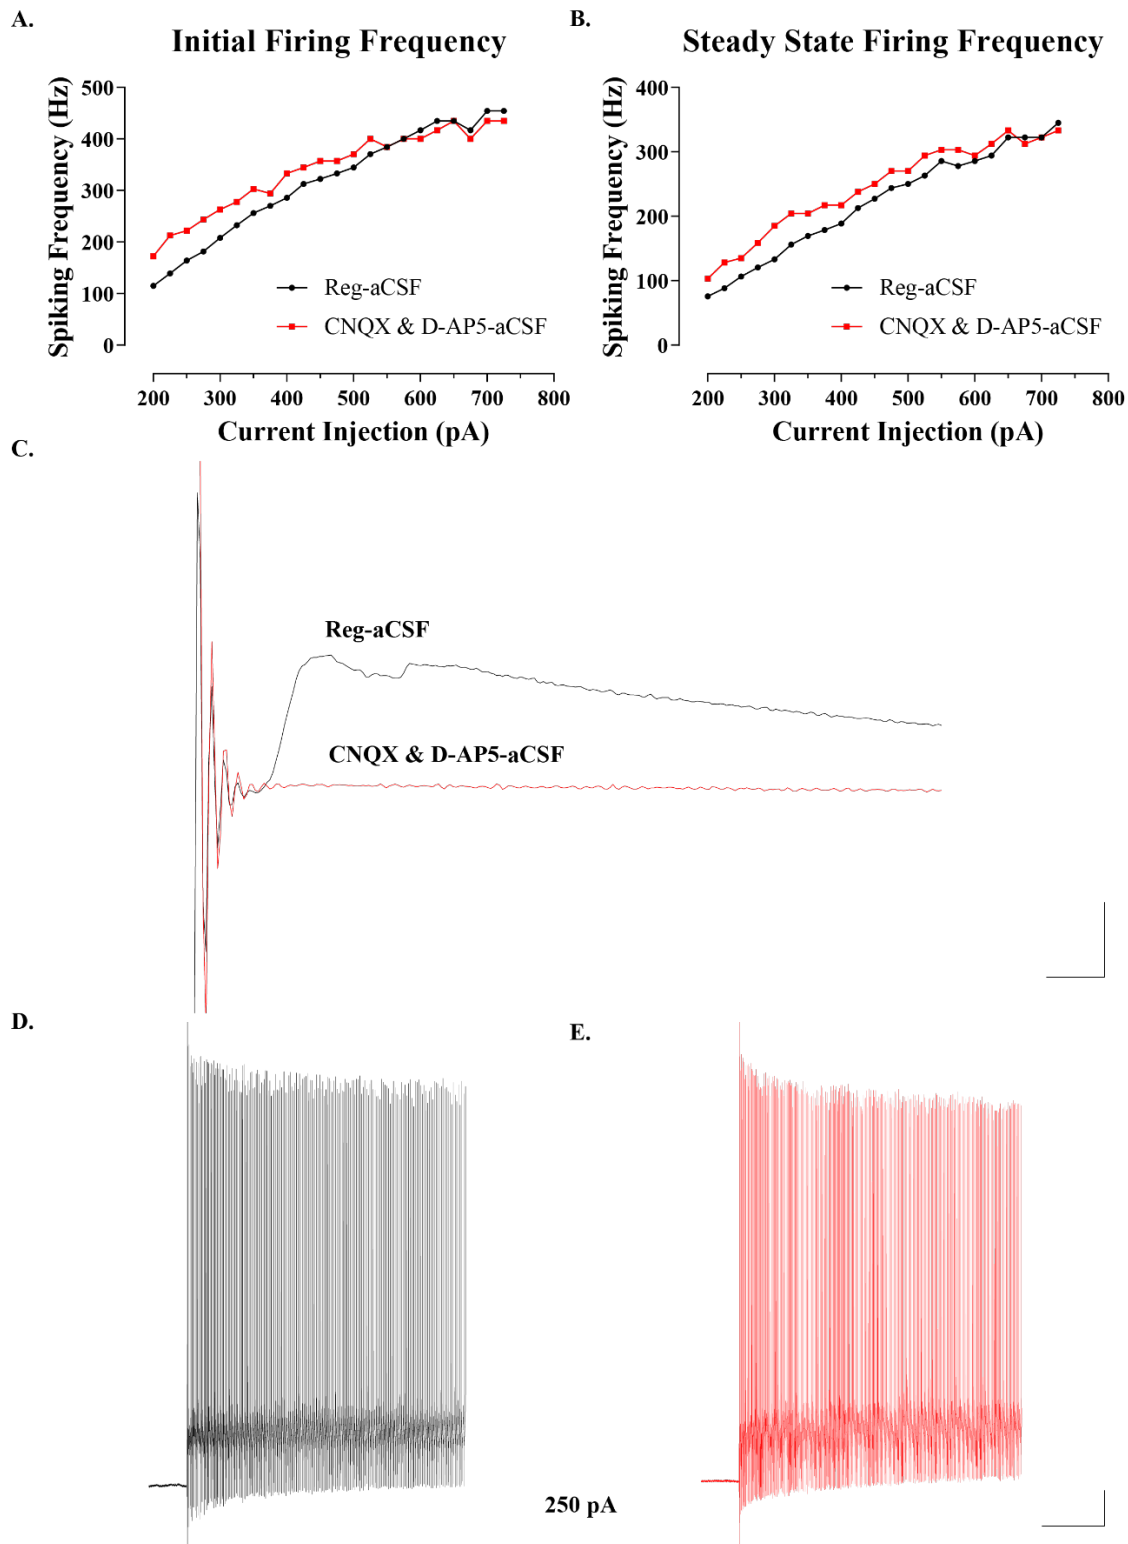 A.
Initial Firing Frequency
Spiking Frequency (Hz)
500
400
300
200
100
0
Reg-aCSF
CNQX & D-AP5-aCSF
200 300 400 500 600 700 800
Current Injection (pA)
B.
Steady State Firing Frequency
Spiking Frequency (Hz)
400
300
200
100
0
Reg-aCSF
CNQX & D-AP5-aCSF
200 300 400 500 600 700 800
Current Injection (pA)
C.
Reg-aCSF
CNQX & D-AP5-aCSF
D.
E.
250 pA